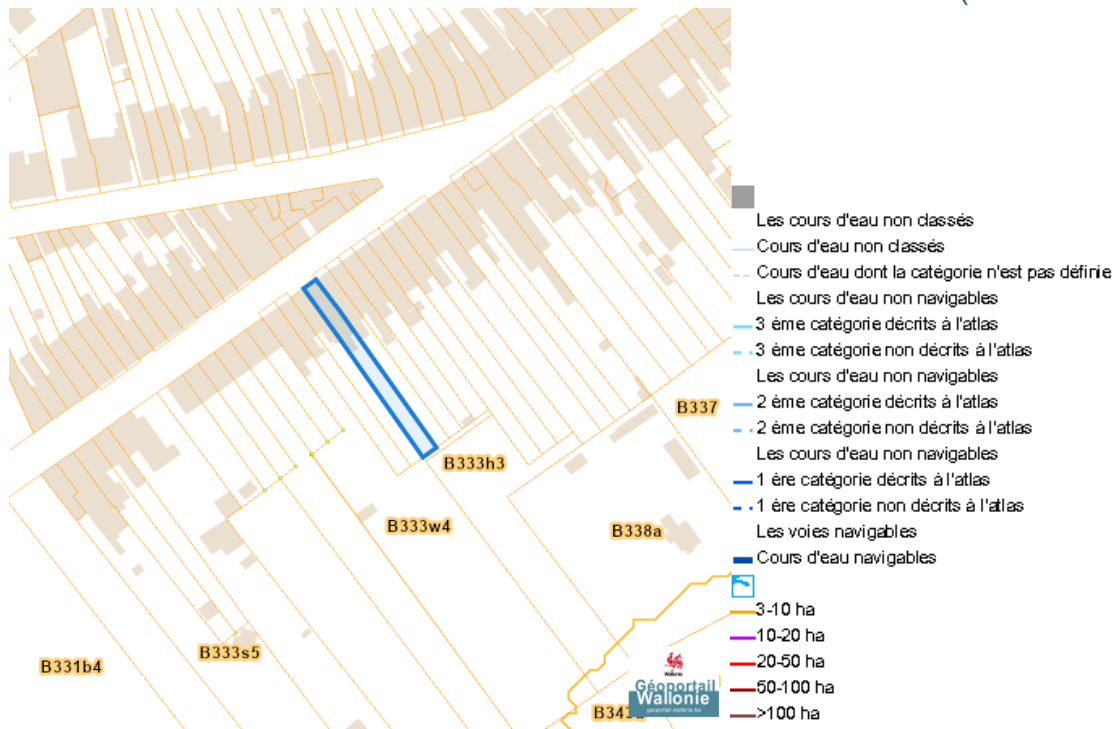 B337
B333h3
B333w4
B338a
B333s5
B331b4
Wallonie
Géoportail
Wallonie
geoportail.wallonie.be
Les cours d'eau non classés
Cours d'eau non classés
Cours d'eau dont la catégorie n'est pas définie
Les cours d'eau non navigables
3 ème catégorie décrits à l'atlas
3 ème catégorie non décrits à l'atlas
Les cours d'eau non navigables
2 ème catégorie décrits à l'atlas
2 ème catégorie non décrits à l'atlas
Les cours d'eau non navigables
1 ère catégorie décrits à l'atlas
1 ère catégorie non décrits à l'atlas
Les voies navigables
Cours d'eau navigables
3-10 ha
10-20 ha
20-50 ha
50-100 ha
>100 ha